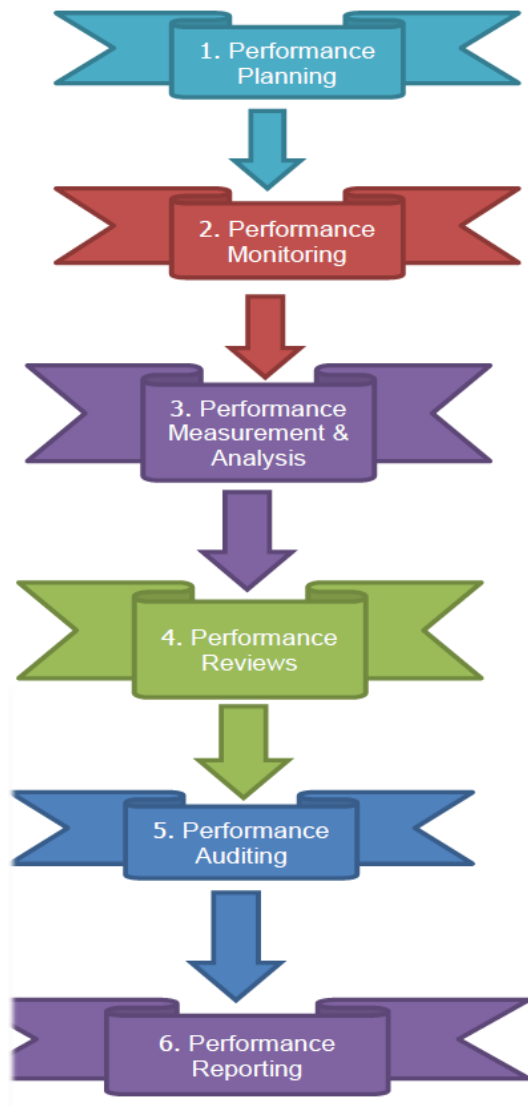 1. Performance
Planning
2. Performance
Monitoring
3. Performance
Measurement &
Analysis
4. Performance
Reviews
5. Performance
Auditing
6. Performance
Reporting